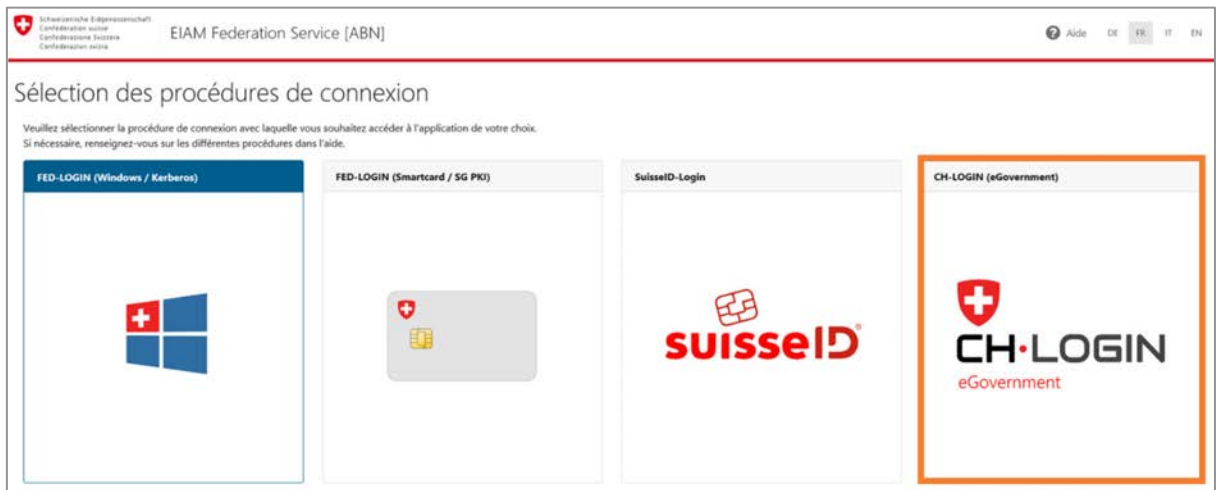 Schweizerische Eidgenossenschaft
Confédération suisse
Confederazione Svizzera
Confederaziun svizra
EIAM Federation Service [ABN]
Aide DE FR IT EN
Sélection des procédures de connexion
Veuillez sélectionner la procédure de connexion avec laquelle vous souhaitez accéder à l'application de votre choix.
Si nécessaire, renseignez-vous sur les différentes procédures dans l'aide.
FED-LOGIN (Windows / Kerberos)
FED-LOGIN (Smartcard / SG PKI)
SuisseID-Login
CH-LOGIN (eGovernment)
suisseID
CH·LOGIN
eGovernment